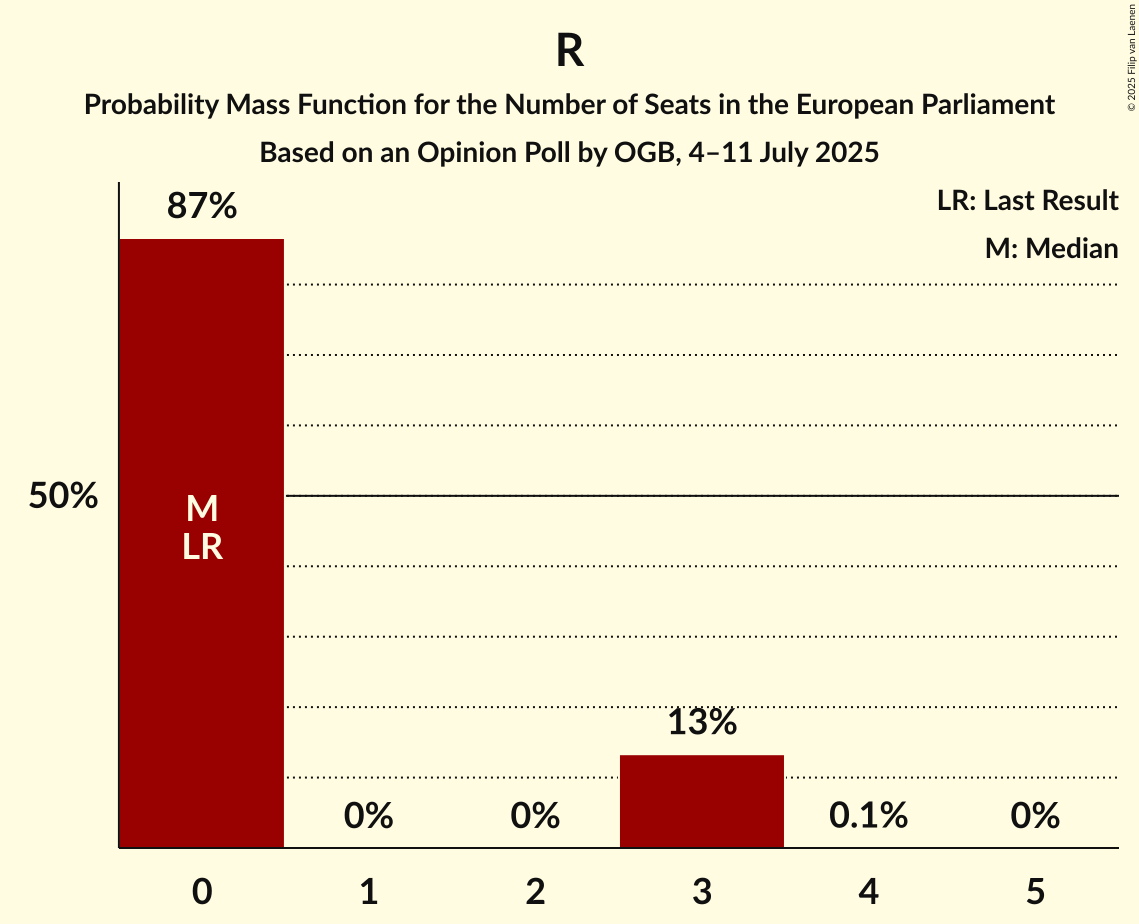 R
Probability Mass Function for the Number of Seats in the European Parliament
Based on an Opinion Poll by OGB, 4–11 July 2025
© 2025 Filip van Laenen
LR: Last Result
M: Median
87%
50%
M
LR
13%
0%
0%
0.1%
0%
0
1
2
3
4
5